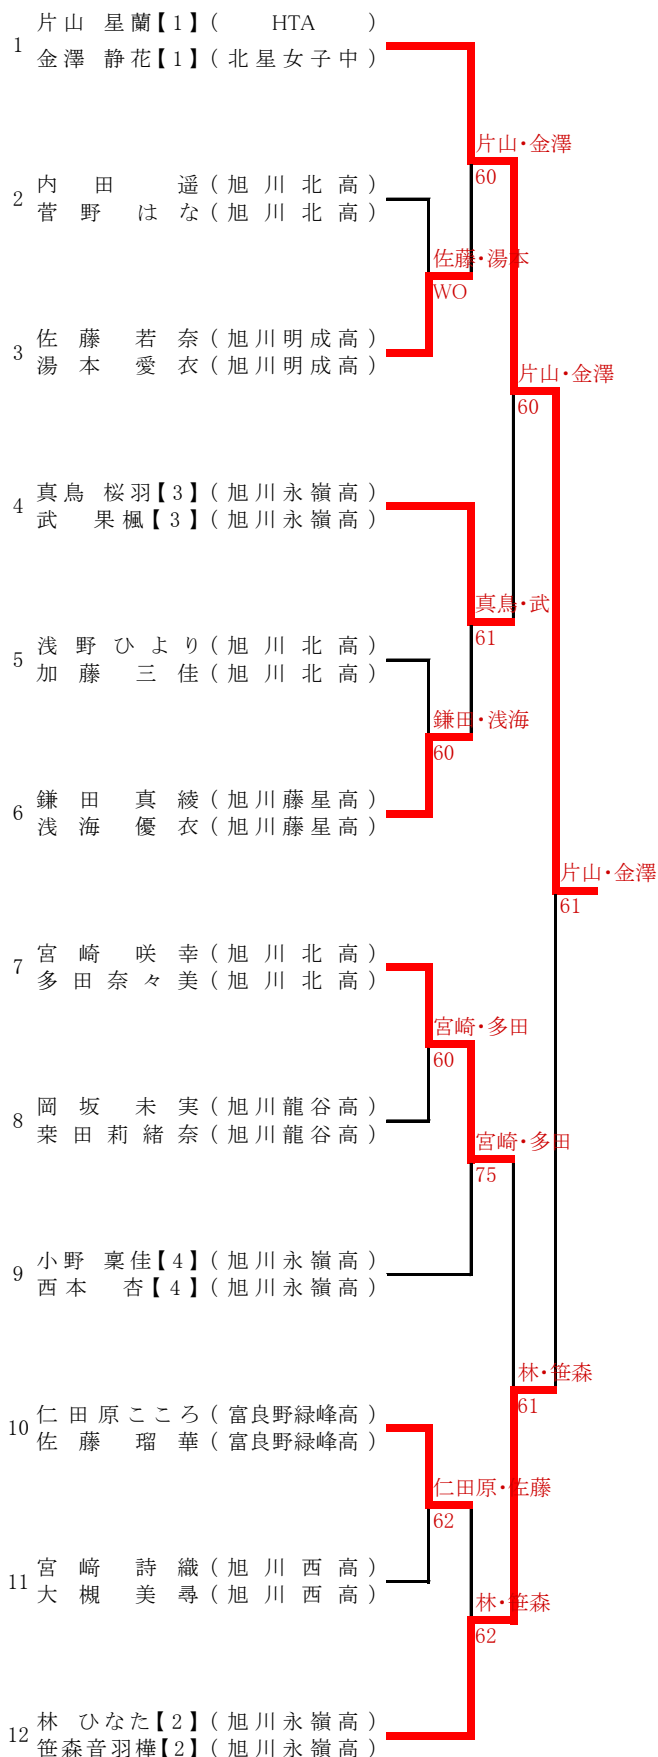 片山 星蘭【1】( HTA )
1
金澤 静花【1】(北星女子中)
片山・金澤
60
内田 遥(旭川北高)
2
菅野はな(旭川北高)
佐藤・湯本
WO
佐藤若奈(旭川明成高)
3
湯本愛衣(旭川明成高)
片山・金澤
60
真鳥 桜羽【3】(旭川永嶺高)
4
武 果楓【3】(旭川永嶺高)
真鳥・武
61
浅野ひより(旭川北高)
5
加藤三佳(旭川北高)
鎌田・浅海
60
鎌田真綾(旭川藤星高)
6
浅海優衣(旭川藤星高)
片山・金澤
61
宮崎咲幸(旭川北高)
7
多田奈々美(旭川北高)
宮崎・多田
60
岡坂未実(旭川龍谷高)
8
桒田莉緒奈(旭川龍谷高)
宮崎・多田
75
小野 稟佳【4】(旭川永嶺高)
9
西本 杏【4】(旭川永嶺高)
林・笹森
61
仁田原こころ(富良野緑峰高)
10
佐藤瑠華(富良野緑峰高)
仁田原・佐藤
62
宮﨑詩織(旭川西高)
11
大槻美尋(旭川西高)
林・笹森
62
林 ひなた【2】(旭川永嶺高)
12
笹森音羽樺【2】(旭川永嶺高)